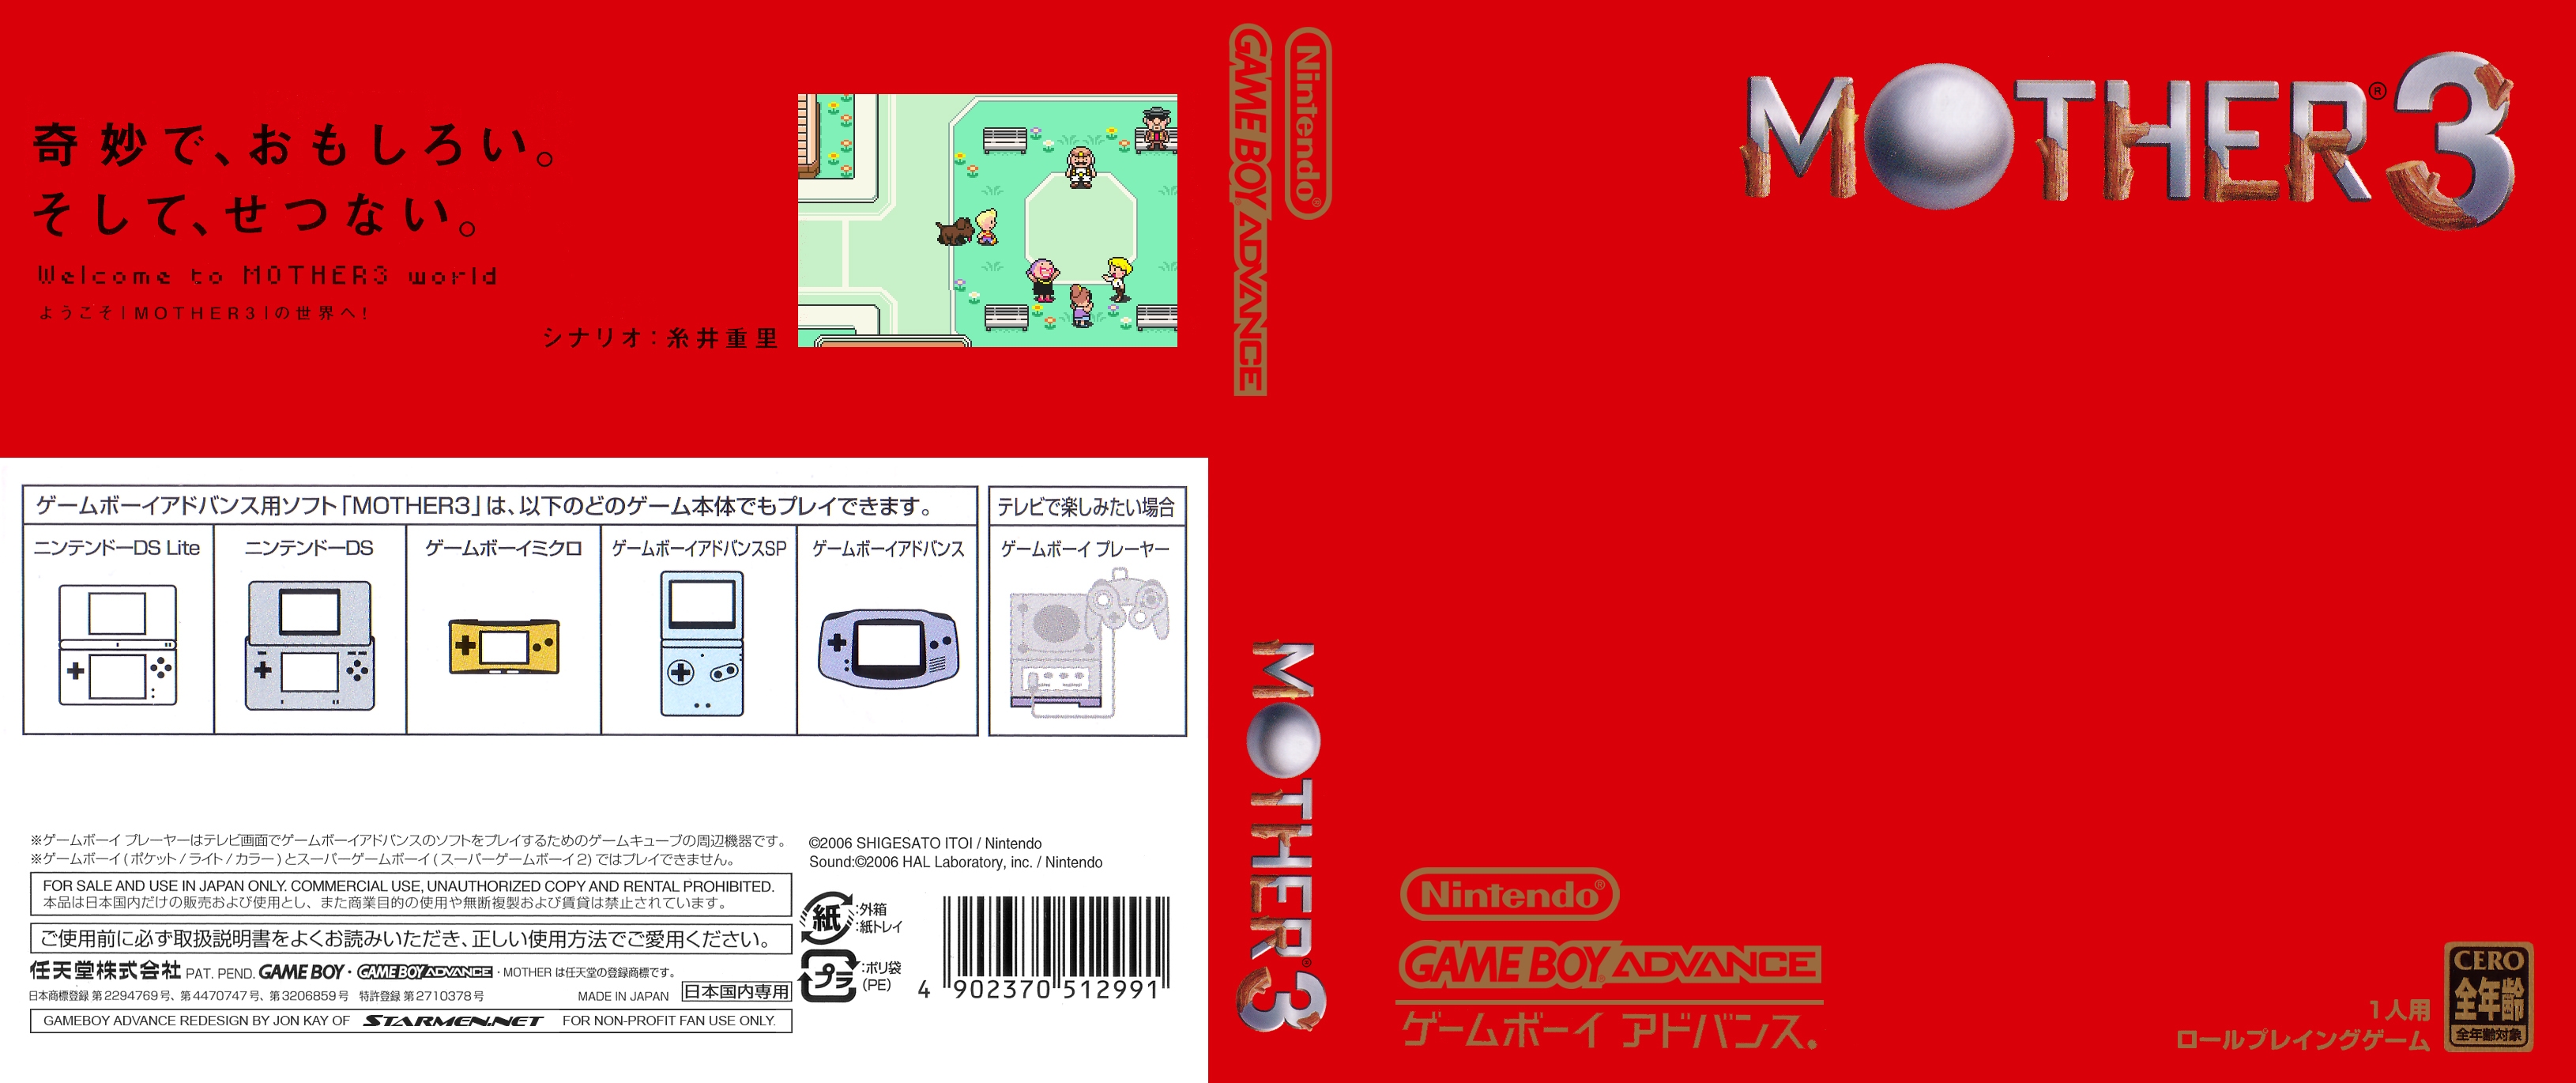 奇妙で、おもしろい。
そして、せつない。
Welcome to MOTHER3 world
ようこそ「MOTHER3」の世界へ!
シナリオ:糸井重里
ゲームボーイアドバンス用ソフト「MOTHER3」は、以下のどのゲーム本体でもプレイできます。
ニンテンドーDS Lite
ニンテンドーDS
ゲームボーイミクロ
ゲームボーイアドバンスSP
ゲームボーイアドバンス
テレビで楽しみたい場合
ゲームボーイ プレーヤー
※ゲームボーイ プレーヤーはテレビ画面でゲームボーイアドバンスのソフトをプレイするためのゲームキューブの周辺機器です。
※ゲームボーイ(ポケット/ライト/カラー)とスーパーゲームボーイ(スーパーゲームボーイ2)ではプレイできません。
FOR SALE AND USE IN JAPAN ONLY. COMMERCIAL USE, UNAUTHORIZED COPY AND RENTAL PROHIBITED.
本品は日本国内だけの販売および使用とし、また商業目的の使用や無断複製および賃貸は禁止されています。
ご使用前に必ず取扱説明書をよくお読みいただき、正しい使用方法でご愛用ください。
任天堂株式会社 PAT. PEND. GAME BOY・GAME BOY ADVANCE・MOTHER は任天堂の登録商標です。
日本商標登録 第2294769号、第4470747号、第3206859号 特許登録 第2710378号
MADE IN JAPAN 日本国内専用
GAMEBOY ADVANCE REDESIGN BY JON KAY OF STARMEN.NET FOR NON-PROFIT FAN USE ONLY.
©2006 SHIGESATO ITOI / Nintendo
Sound:©2006 HAL Laboratory, inc. / Nintendo
紙:外箱
:紙トレイ
プラ:ポリ袋
(PE)
4 902370 512991
Nintendo®
GAME BOY ADVANCE
MOTHER®3
MOTHER®3
Nintendo®
GAME BOY ADVANCE
ゲームボーイ アドバンス.
1人用
ロールプレイングゲーム
CERO
全年齢
全年齢対象